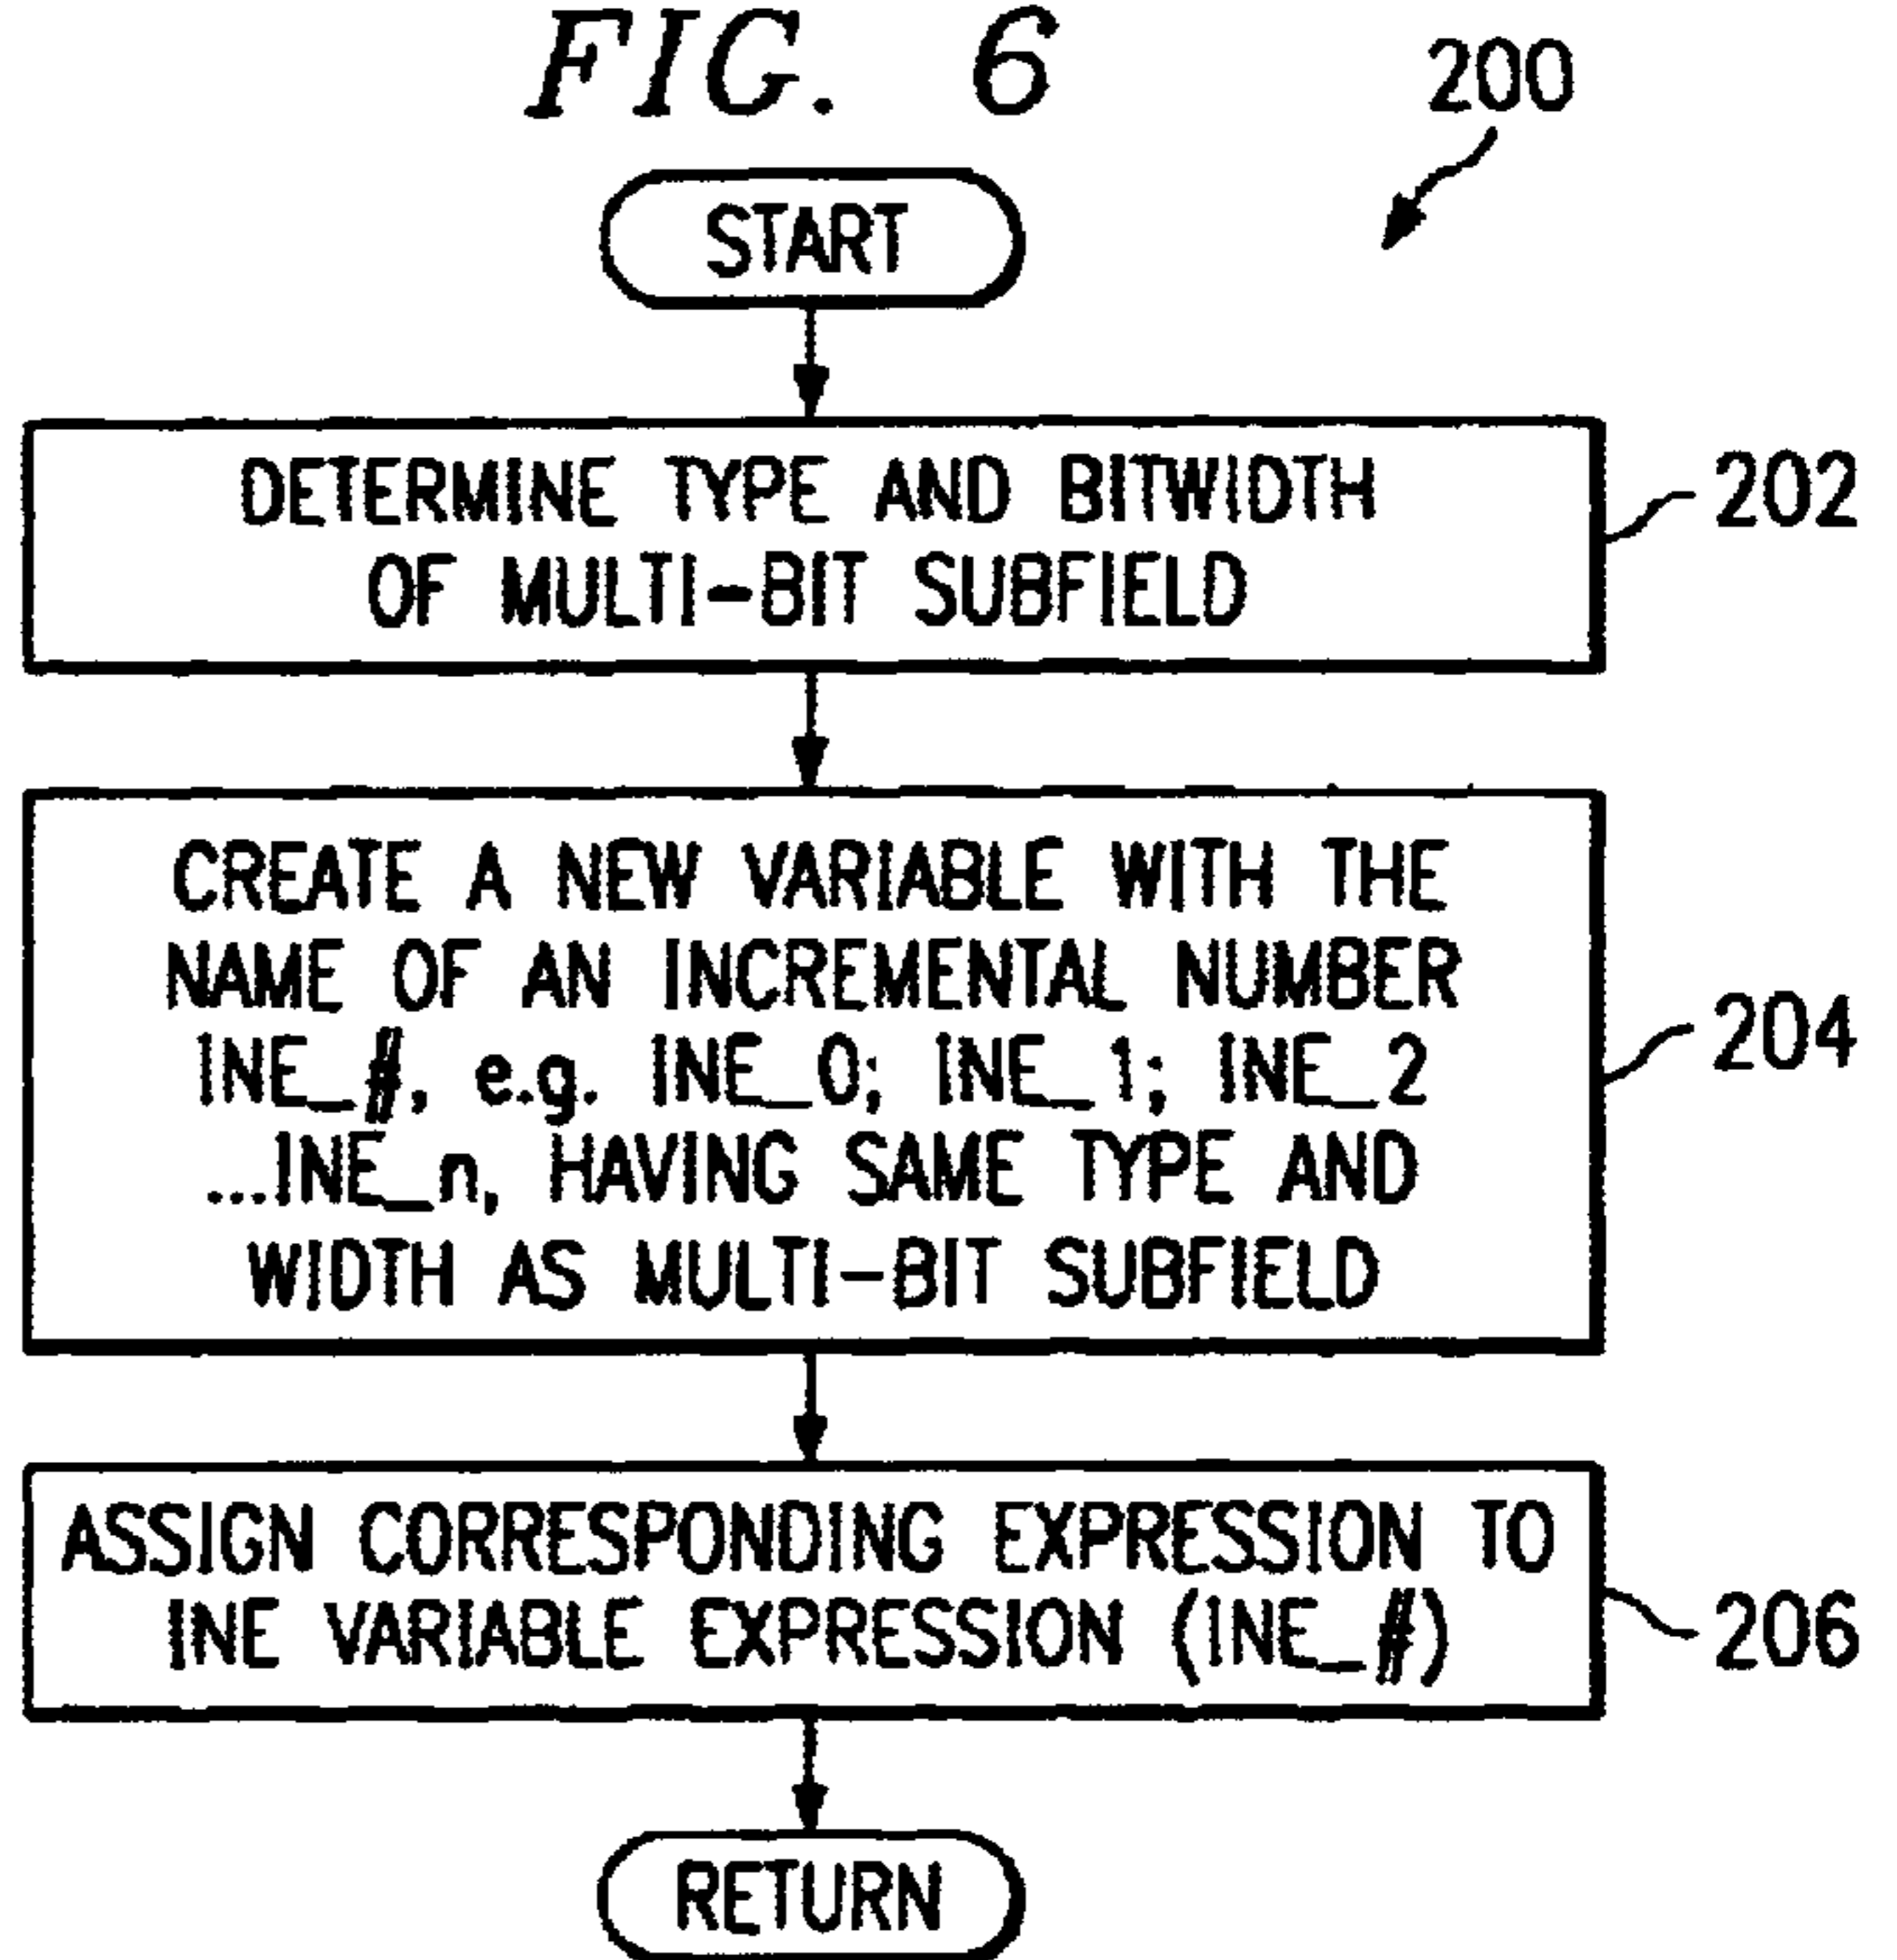 FIG. 6
200
START
DETERMINE TYPE AND BITWIDTH
OF MULTI-BIT SUBFIELD
202
CREATE A NEW VARIABLE WITH THE
NAME OF AN INCREMENTAL NUMBER
INE_#, e.g. INE_0; INE_1; INE_2
...INE_n, HAVING SAME TYPE AND
WIDTH AS MULTI-BIT SUBFIELD
204
ASSIGN CORRESPONDING EXPRESSION TO
INE VARIABLE EXPRESSION (INE_#)
206
RETURN